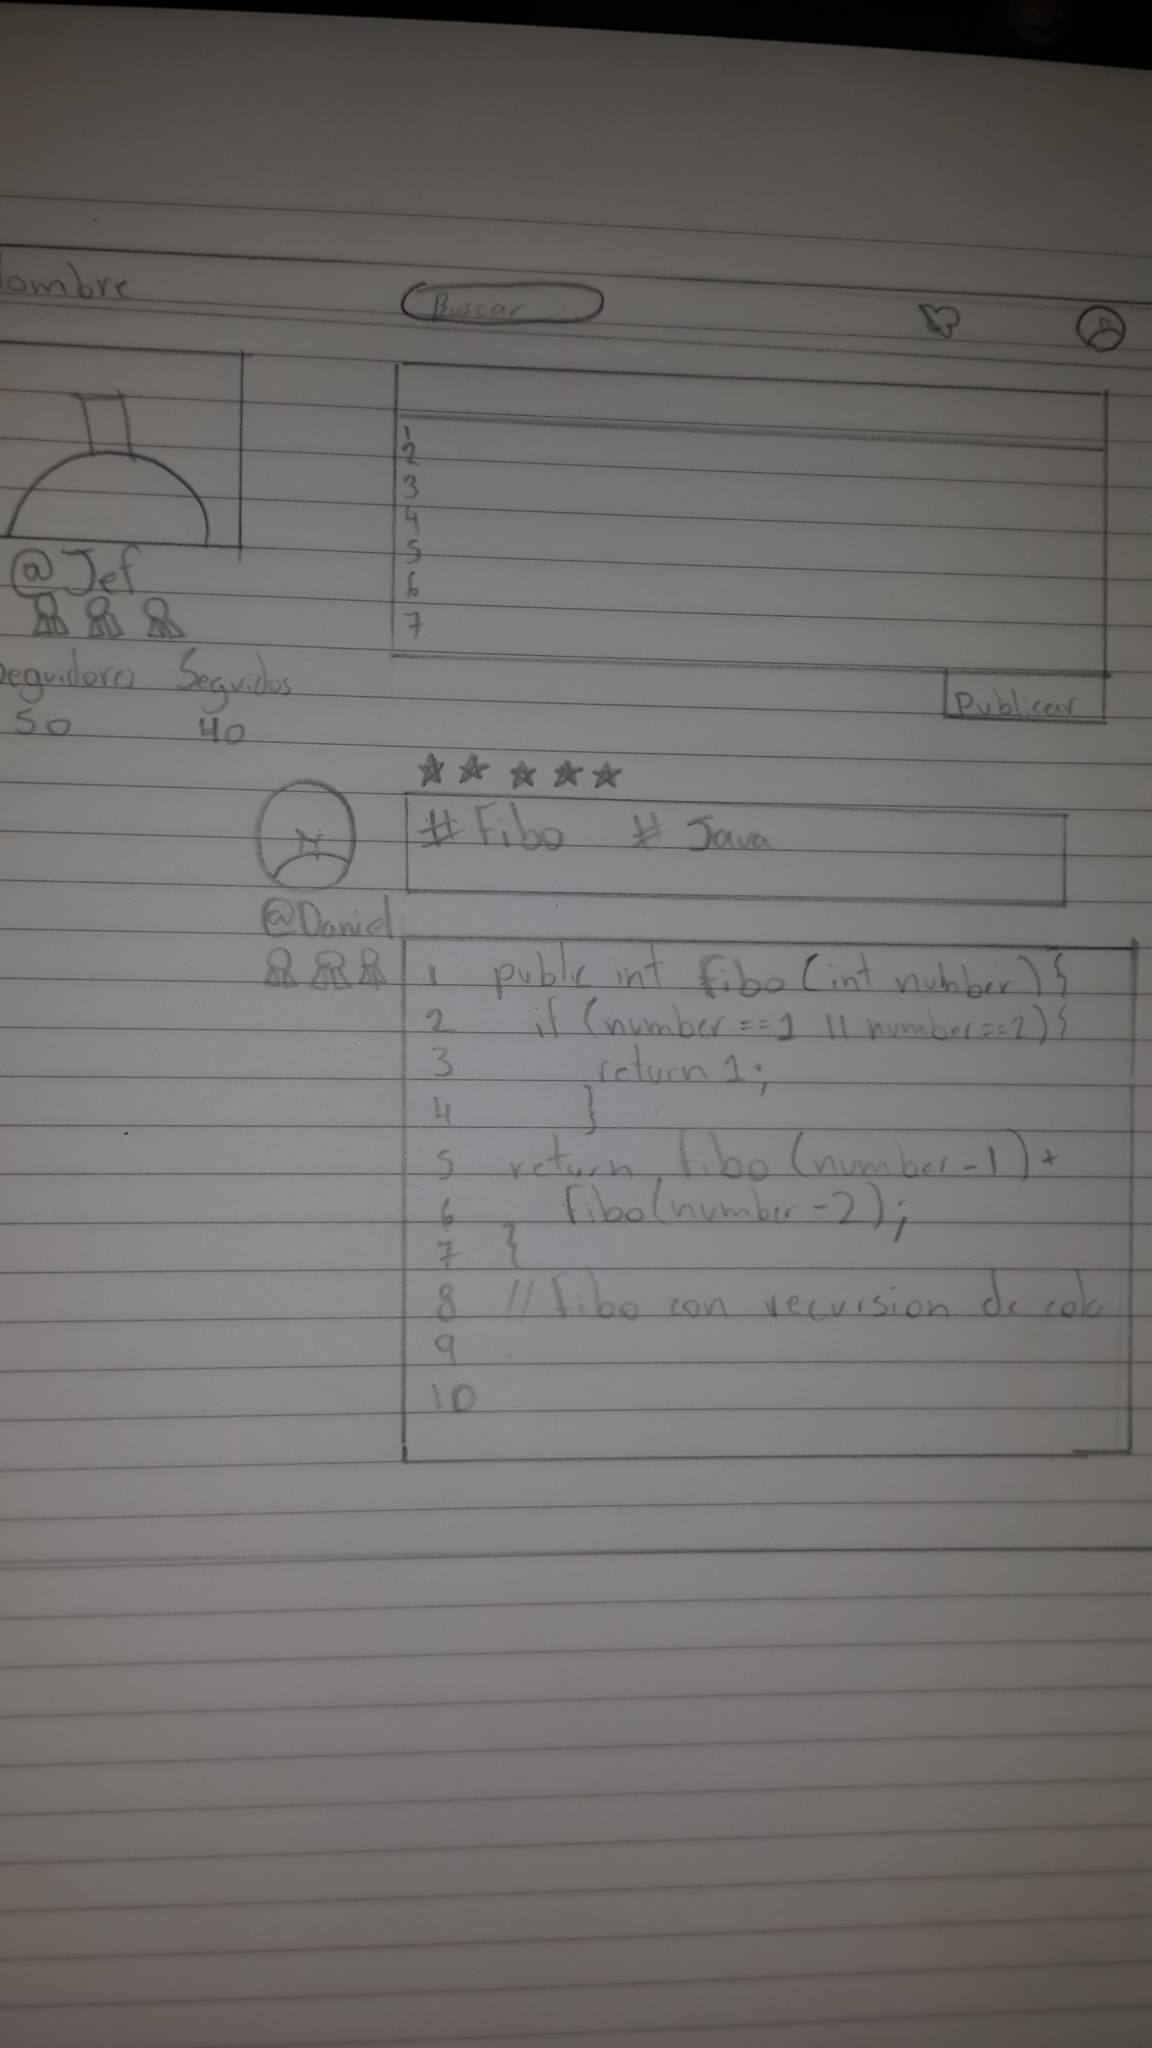 Nombre
Buscar
1
2
3
4
5
6
7
@Jef
Seguidores Seguidos
50 40
Publicar
#Fibo #Java
@Daniel
1 public int fibo(int number){
2 if(number==1 || number==2){
3 return 1;
4 }
5 return fibo(number-1)+
6 fibo(number-2);
7 }
8 //fibo con recursion de cola
9
10